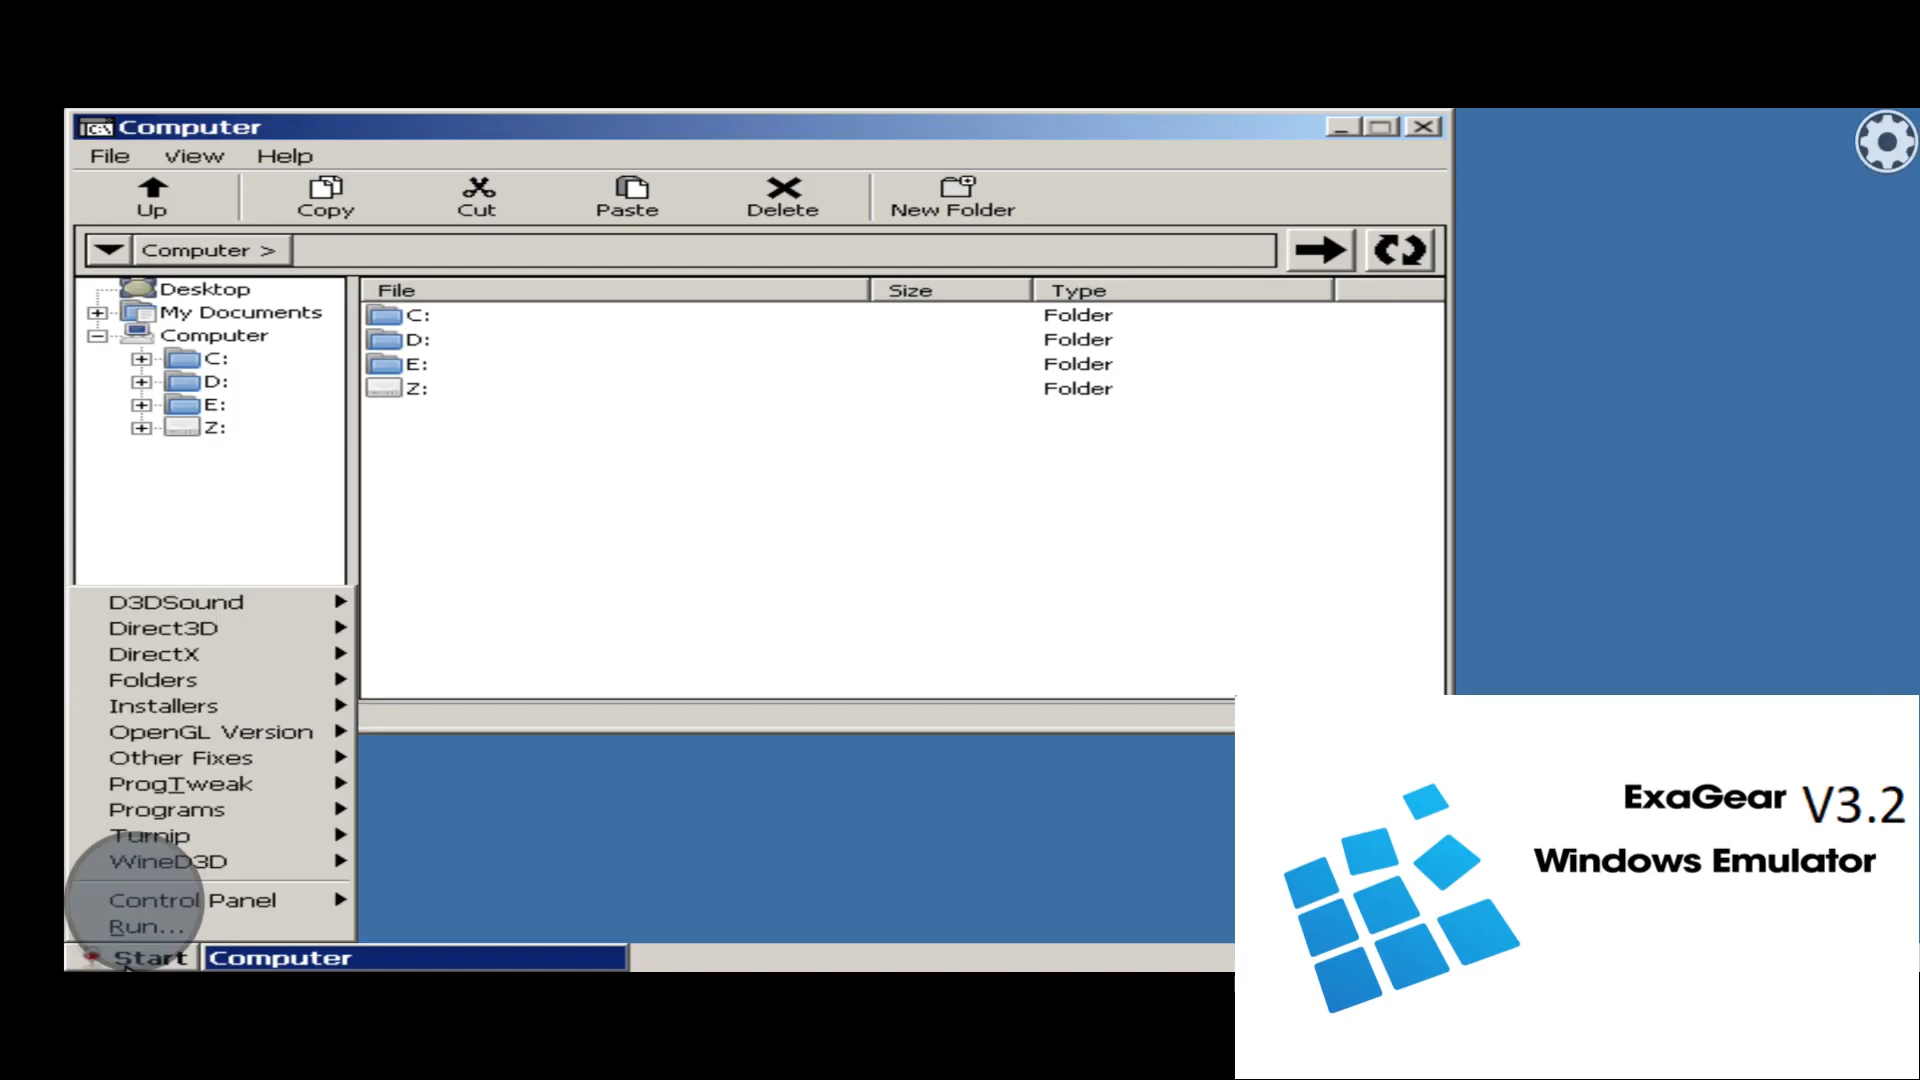 Computer
File View Help
Up Copy Cut Paste Delete New Folder
Computer >
Desktop
My Documents
Computer
C:
D:
E:
Z:
File Size Type
C: Folder
D: Folder
E: Folder
Z: Folder
D3DSound
Direct3D
DirectX
Folders
Installers
OpenGL Version
Other Fixes
ProgTweak
Programs
Turnip
WineD3D
Control Panel
Run...
Start Computer
ExaGear V3.2
Windows Emulator